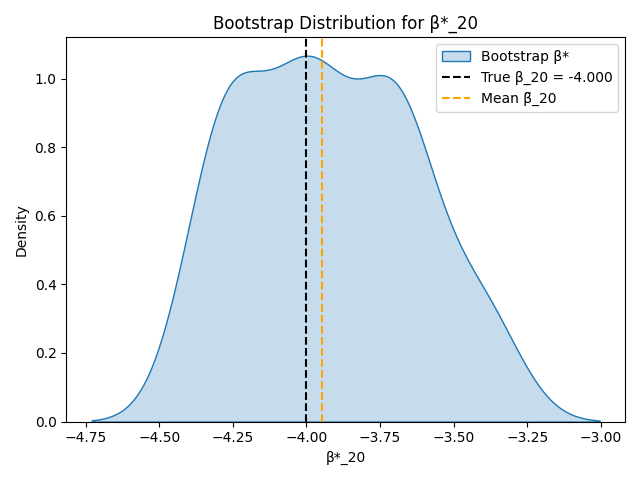 Bootstrap Distribution for β*_20
Bootstrap β*
True β_20 = -4.000
Mean β̂_20
Density
1.0
0.8
0.6
0.4
0.2
0.0
−4.75 −4.50 −4.25 −4.00 −3.75 −3.50 −3.25 −3.00
β*_20